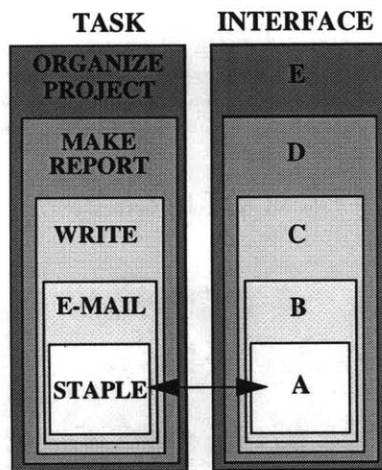 TASK
INTERFACE
ORGANIZE
PROJECT
E
MAKE
REPORT
D
WRITE
C
E-MAIL
B
STAPLE
A